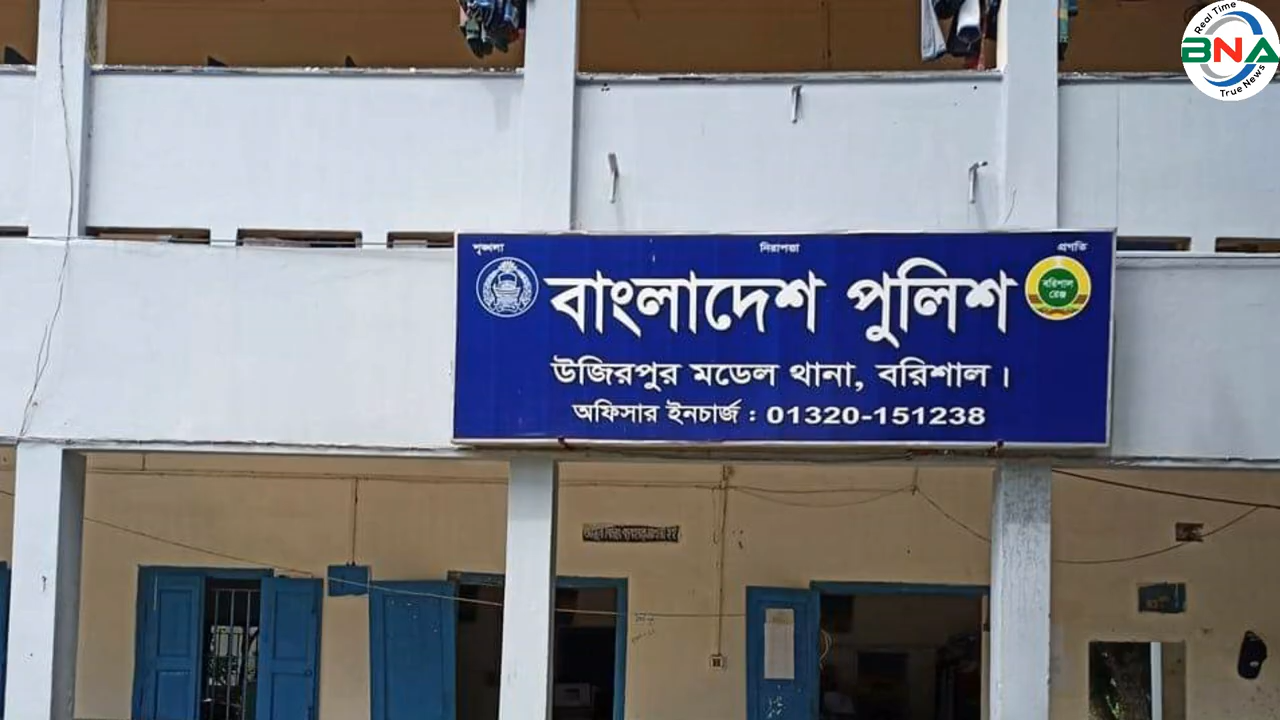 Real Time
BNA
True News
শৃঙ্খলা নিরাপত্তা প্রগতি
বাংলাদেশ পুলিশ
বরিশাল
রেঞ্জ
উজিরপুর মডেল থানা, বরিশাল।
অফিসার ইনচার্জ : 01320-151238